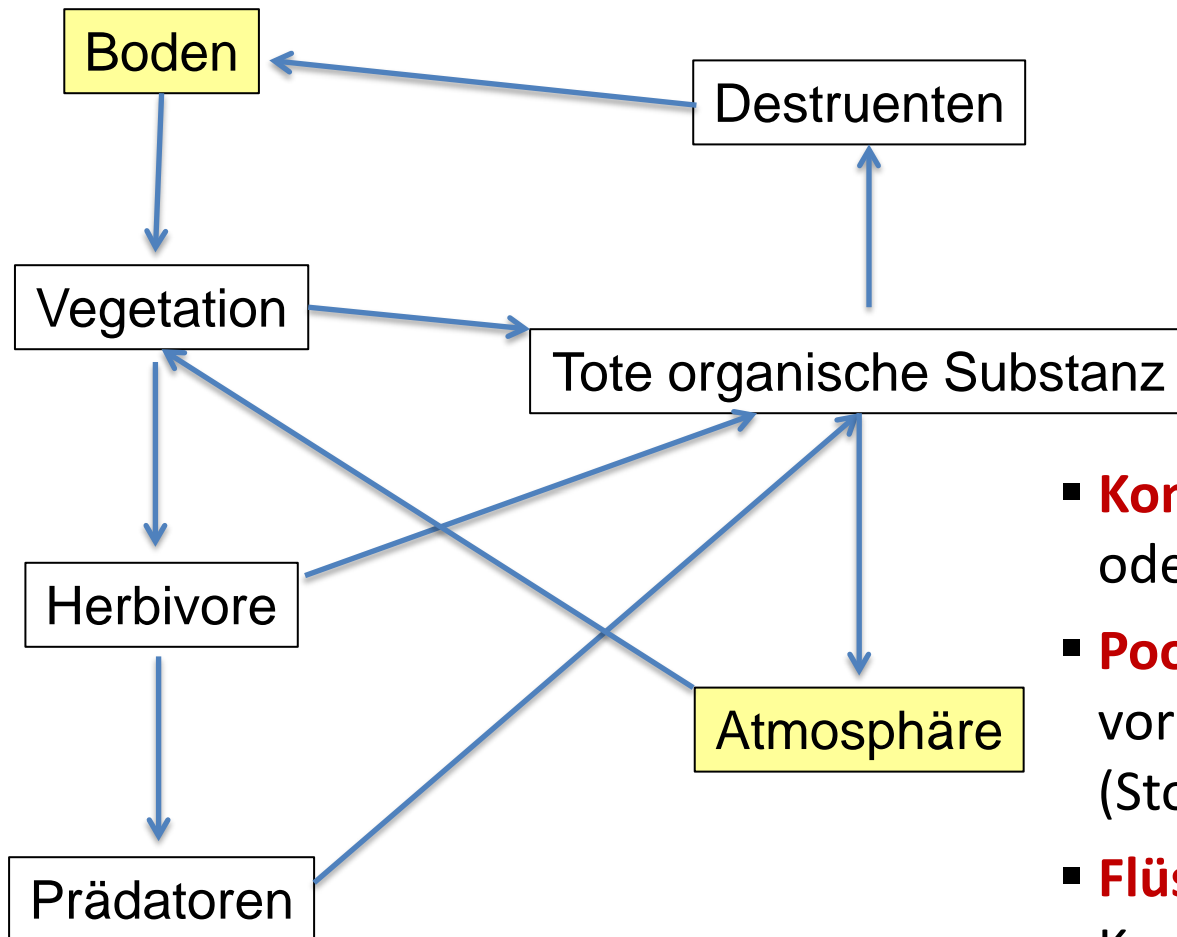 Boden
Destruenten
Vegetation
Tote organische Substanz
Herbivore
Atmosphäre
Prädatoren